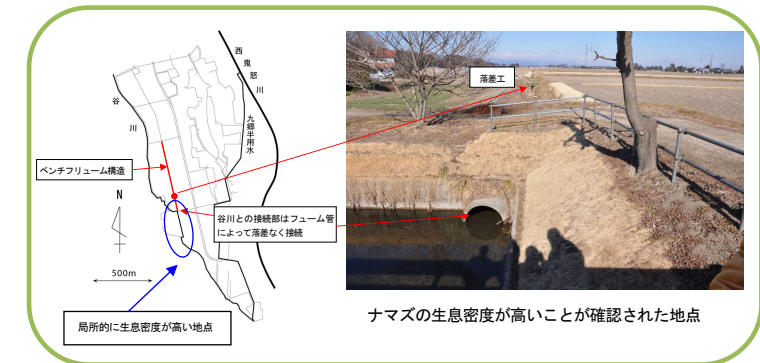 西鬼怒川
谷川
九郷半用水
落差工
ベンチフリューム構造
N
谷川との接続部はフューム管
によって落差なく接続
500m
局所的に生息密度が高い地点
ナマズの生息密度が高いことが確認された地点